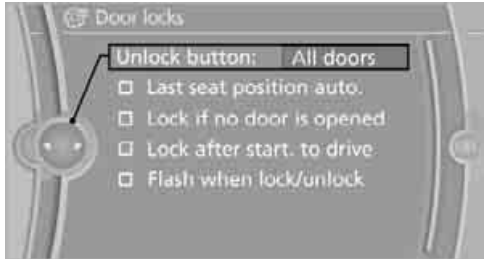 Door locks
Unlock button: All doors
Last seat position auto.
Lock if no door is opened
Lock after start. to drive
Flash when lock/unlock